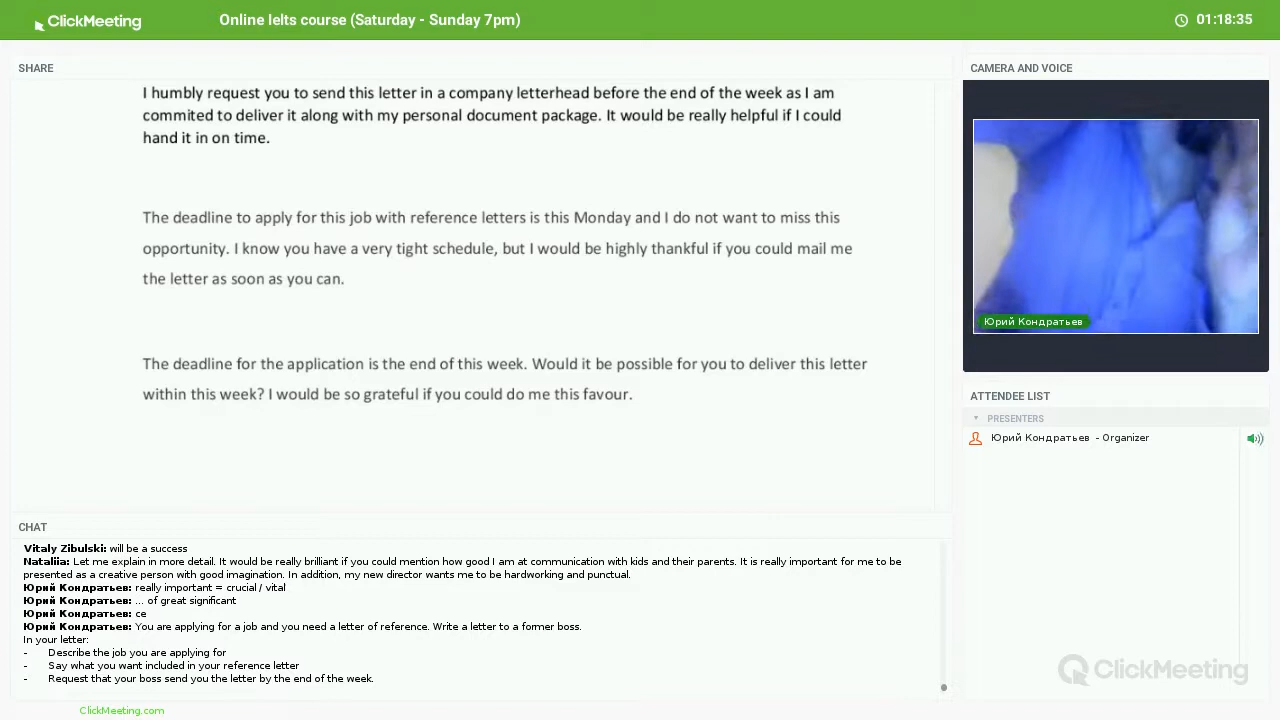 ClickMeeting
Online Ielts course (Saturday - Sunday 7pm)
01:18:35
SHARE
I humbly request you to send this letter in a company letterhead before the end of the week as I am
commited to deliver it along with my personal document package. It would be really helpful if I could
hand it in on time.
The deadline to apply for this job with reference letters is this Monday and I do not want to miss this
opportunity. I know you have a very tight schedule, but I would be highly thankful if you could mail me
the letter as soon as you can.
The deadline for the application is the end of this week. Would it be possible for you to deliver this letter
within this week? I would be so grateful if you could do me this favour.
CAMERA AND VOICE
Юрий Кондратьев
ATTENDEE LIST
PRESENTERS
Юрий Кондратьев - Organizer
CHAT
Vitaly Zibulski: will be a success
Nataliia: Let me explain in more detail. It would be really brilliant if you could mention how good I am at communication with kids and their parents. It is really important for me to be
presented as a creative person with good imagination. In addition, my new director wants me to be hardworking and punctual.
Юрий Кондратьев: really important = crucial / vital
Юрий Кондратьев: ... of great significant
Юрий Кондратьев: ce
Юрий Кондратьев: You are applying for a job and you need a letter of reference. Write a letter to a former boss.
In your letter:
- Describe the job you are applying for
- Say what you want included in your reference letter
- Request that your boss send you the letter by the end of the week.
ClickMeeting
ClickMeeting.com